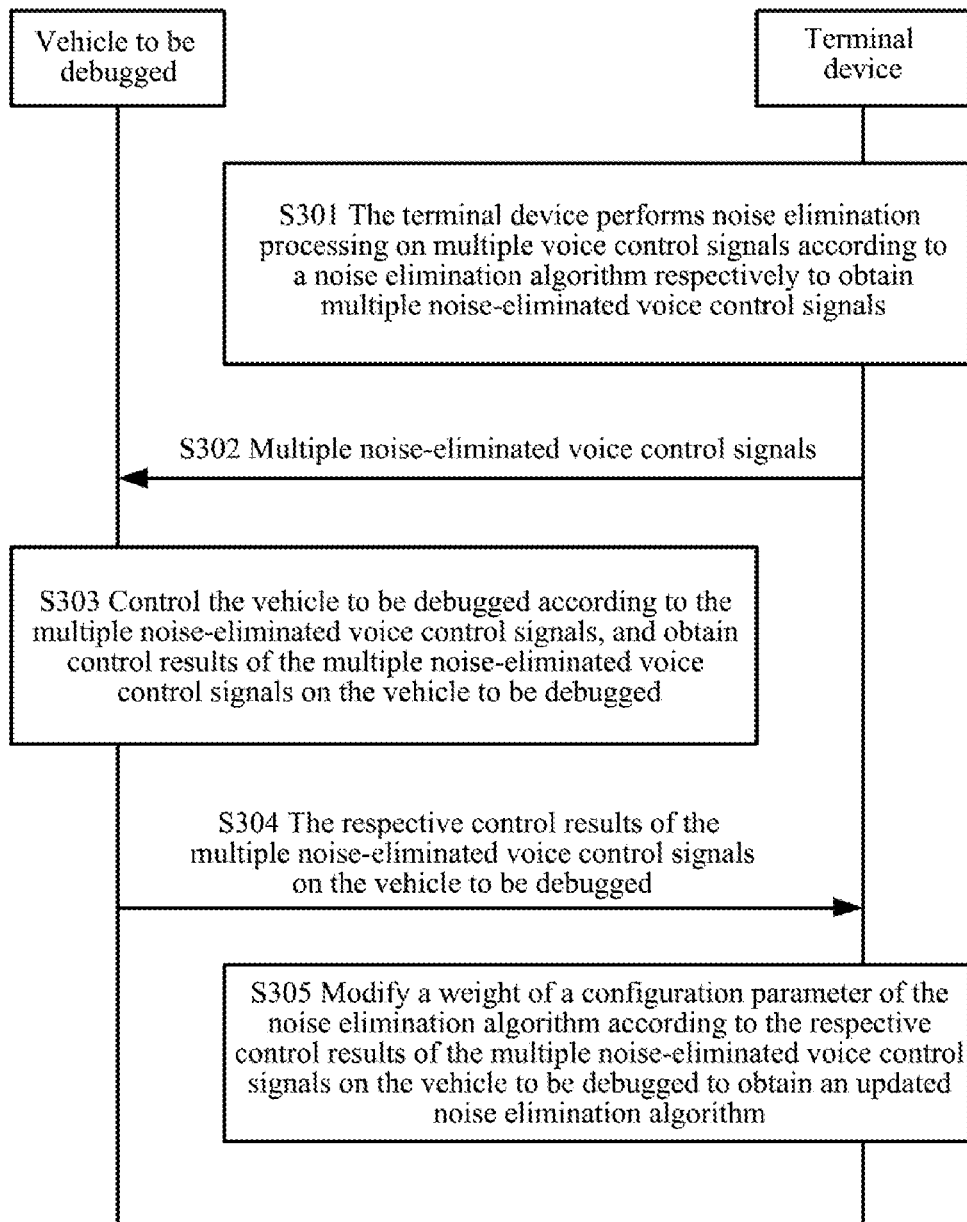 Vehicle to be
debugged
Terminal
device
S301 The terminal device performs noise elimination
processing on multiple voice control signals according to
a noise elimination algorithm respectively to obtain
multiple noise-eliminated voice control signals
S302 Multiple noise-eliminated voice control signals
S303 Control the vehicle to be debugged according to the
multiple noise-eliminated voice control signals, and obtain
control results of the multiple noise-eliminated voice
control signals on the vehicle to be debugged
S304 The respective control results of the
multiple noise-eliminated voice control signals
on the vehicle to be debugged
S305 Modify a weight of a configuration parameter of the
noise elimination algorithm according to the respective
control results of the multiple noise-eliminated voice control
signals on the vehicle to be debugged to obtain an updated
noise elimination algorithm